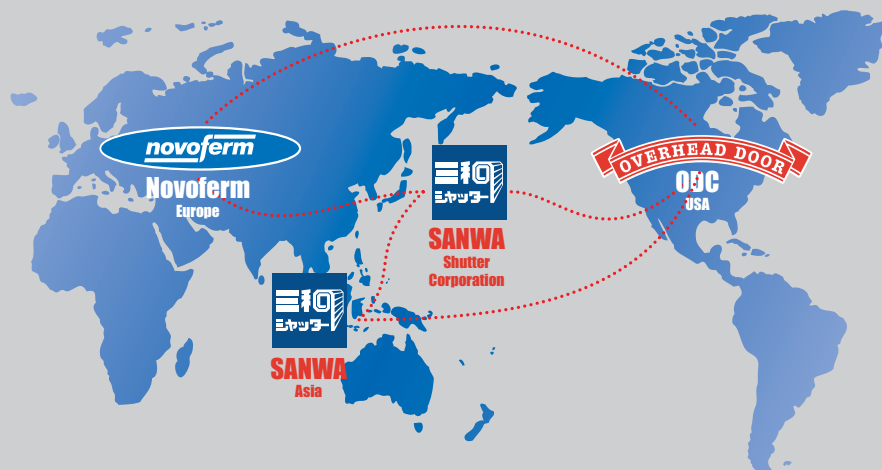 novoferm
Novoferm
Europe
三和
シャッター
SANWA
Shutter
Corporation
OVERHEAD DOOR
ODC
USA
三和
シャッター
SANWA
Asia